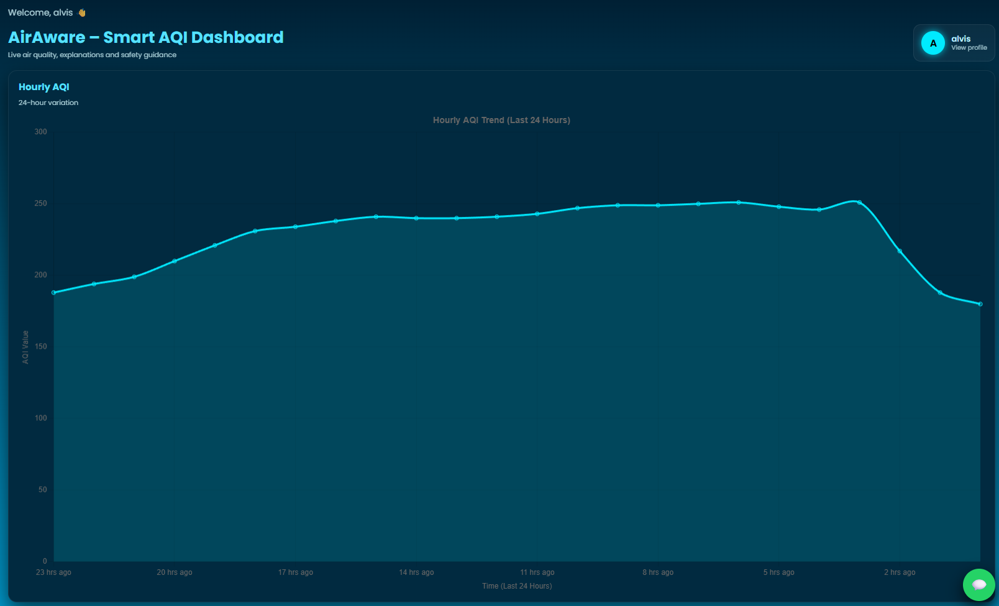 Welcome, alvis 👋
AirAware – Smart AQI Dashboard
Live air quality, explanations and safety guidance
A
alvis
View profile
Hourly AQI
24-hour variation
Hourly AQI Trend (Last 24 Hours)
300
250
200
150
100
50
0
AQI Value
23 hrs ago
20 hrs ago
17 hrs ago
14 hrs ago
11 hrs ago
8 hrs ago
5 hrs ago
2 hrs ago
Time (Last 24 Hours)